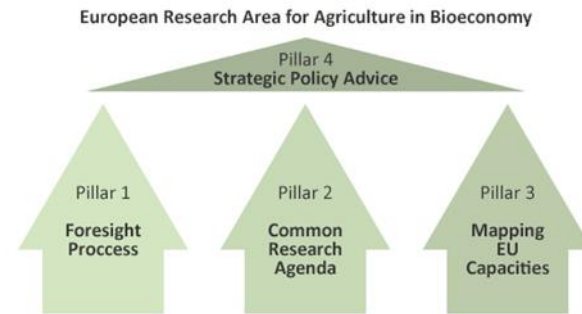 European Research Area for Agriculture in Bioeconomy
Pillar 4
Strategic Policy Advice
Pillar 1
Foresight
Proccess
Pillar 2
Common
Research
Agenda
Pillar 3
Mapping
EU
Capacities